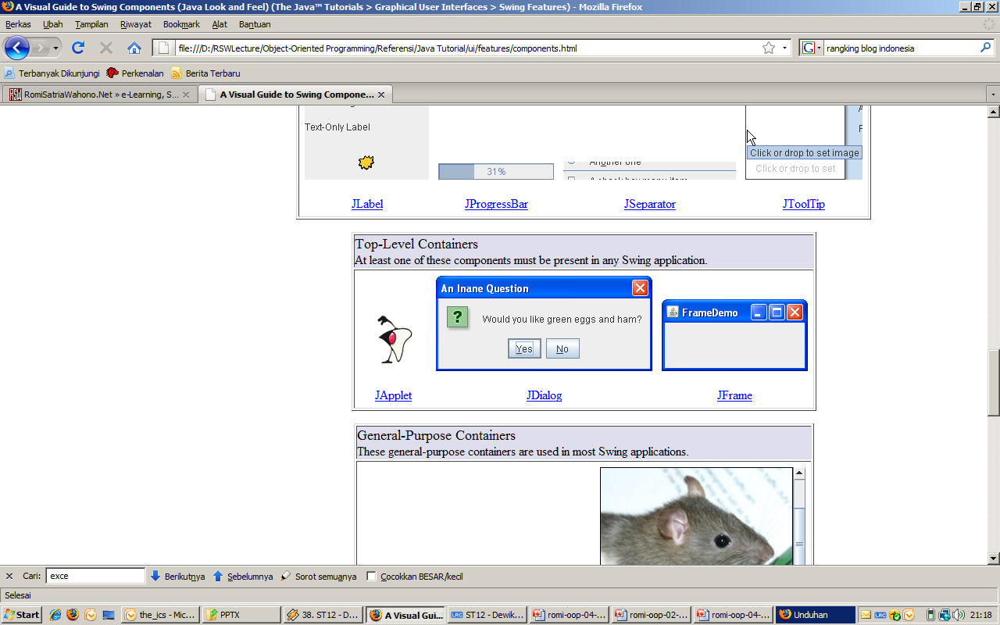 A Visual Guide to Swing Components (Java Look and Feel) (The Java™ Tutorials > Graphical User Interfaces > Swing Features) - Mozilla Firefox
Berkas Ubah Tampilan Riwayat Bookmark Alat Bantuan
file:///D:/RSWLecture/Object-Oriented Programming/Referensi/Java Tutorial/ui/features/components.html
G rangking blog indonesia
Terbanyak Dikunjungi Perkenalan Berita Terbaru
RomiSatriaWahono.Net » e-Learning, S...
A Visual Guide to Swing Compone...
Text-Only Label
31%
Another one
Click or drop to set image
Click or drop to set
JLabel JProgressBar JSeparator JToolTip
Top-Level Containers
At least one of these components must be present in any Swing application.
An Inane Question
? Would you like green eggs and ham?
Yes No
FrameDemo
JApplet JDialog JFrame
General-Purpose Containers
These general-purpose containers are used in most Swing applications.
Cari: exce Berikutnya Sebelumnya Sorot semuanya Cocokkan BESAR/kecil
Selesai
Start the_ics - Mic... PPTX 38. ST12 - D... A Visual Gui... LRC ST12 - Dewik... romi-oop-04-... romi-oop-02-... romi-oop-04-... Unduhan LRC 21:18